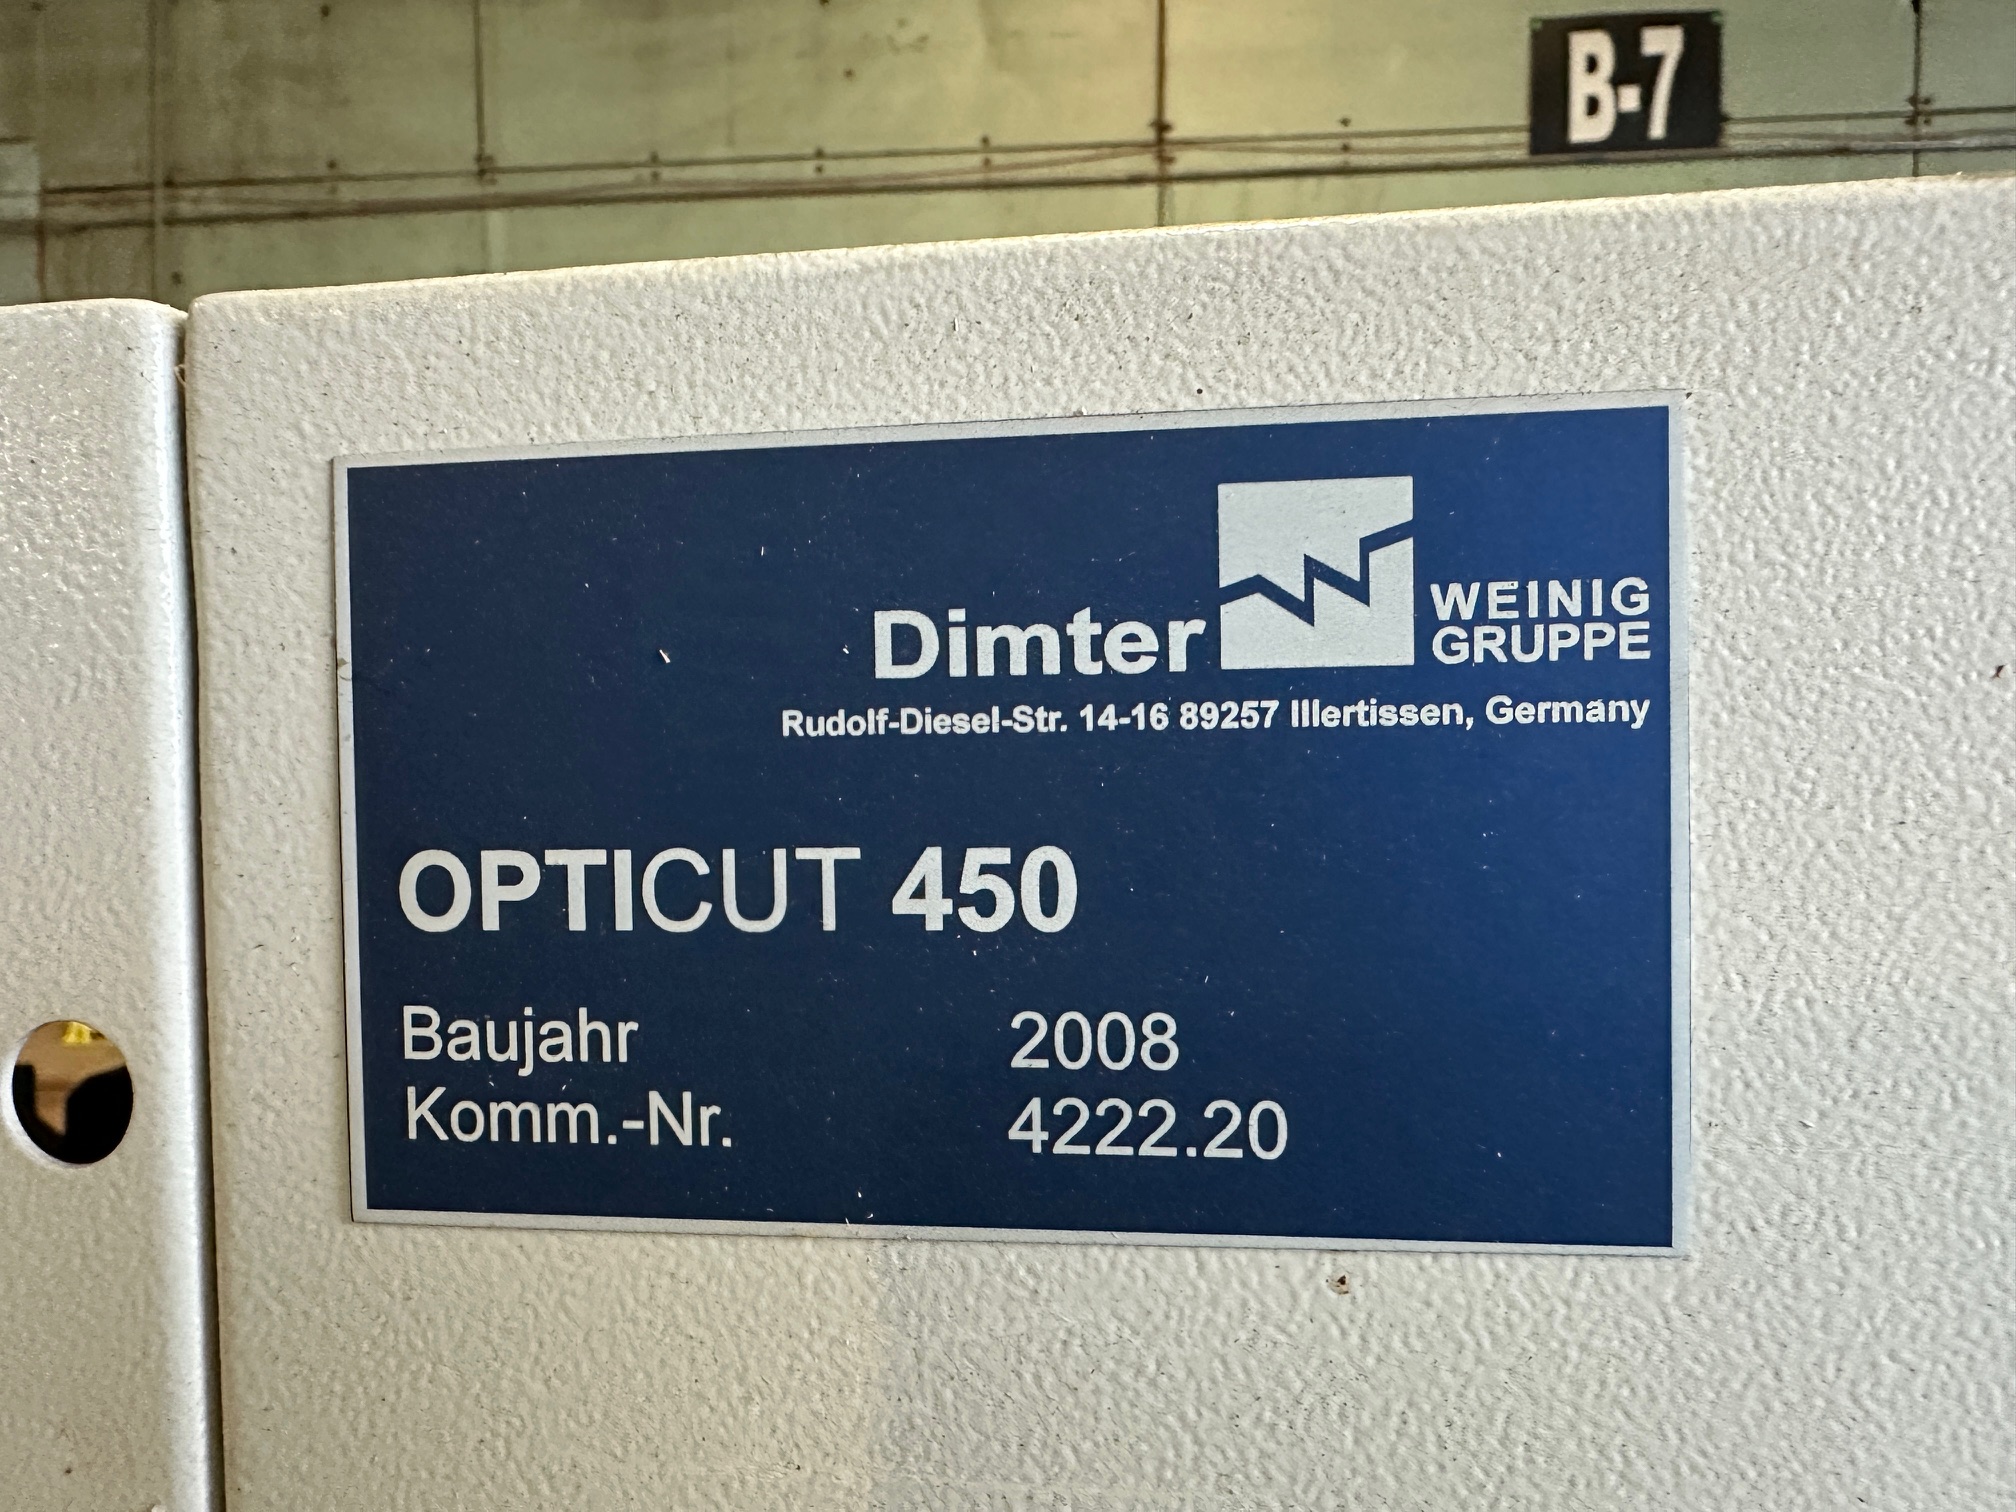 B-7
Dimter WEINIG
GRUPPE
Rudolf-Diesel-Str. 14-16 89257 Illertissen, Germany
OPTICUT 450
Baujahr 2008
Komm.-Nr. 4222.20